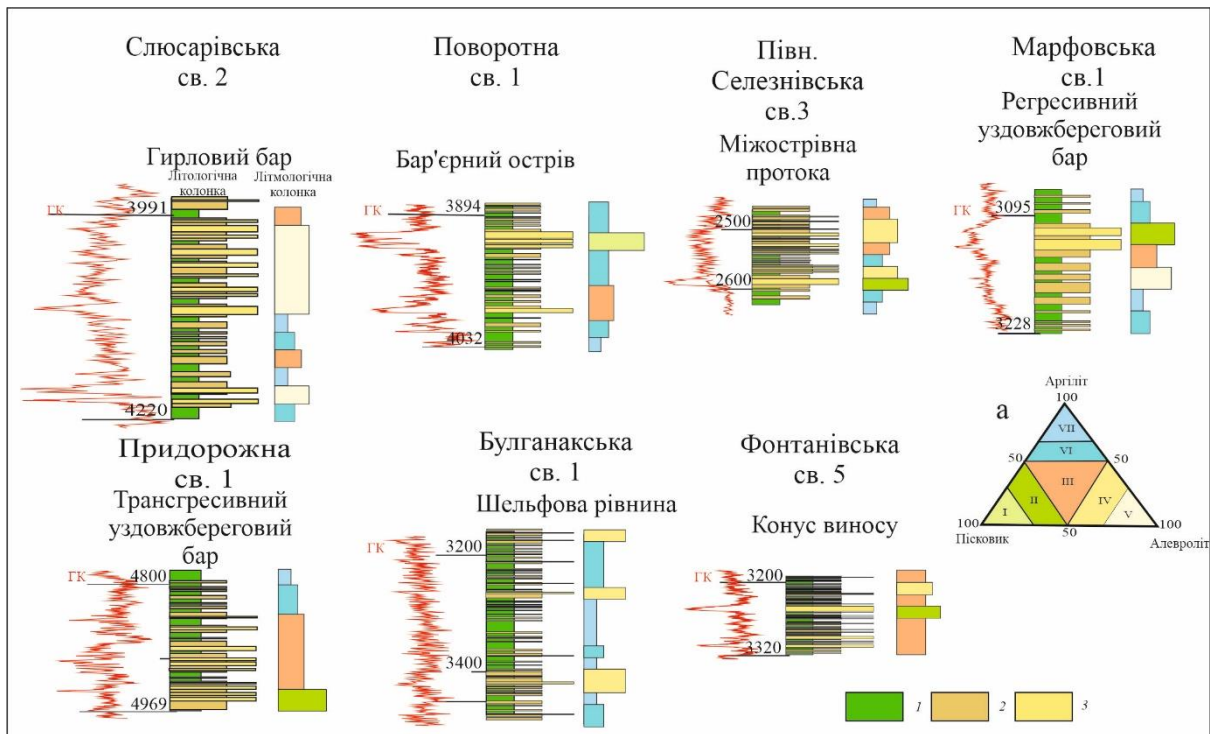 Слюсарівська
св. 2
Гирловий бар
Літологічна
колонка
Літмологічна
колонка
ГК
3991
4220
Поворотна
св. 1
Бар'єрний острів
ГК
3894
4032
Півн.
Селезнівська
св.3
Міжострівна
протока
ГК
2500
2600
Марфовська
св.1
Регресивний
уздовжбереговий
бар
ГК
3095
3228
Придорожна
св. 1
Трансгресивний
уздовжбереговий
бар
ГК
4800
4969
Булганакська
св. 1
Шельфова рівнина
ГК
3200
3400
Фонтанівська
св. 5
Конус виносу
ГК
3200
3320
а
Аргіліт
100
VII
VI
50
50
III
II
IV
I
V
100
100
Пісковик
50
Алевроліт
1
2
3